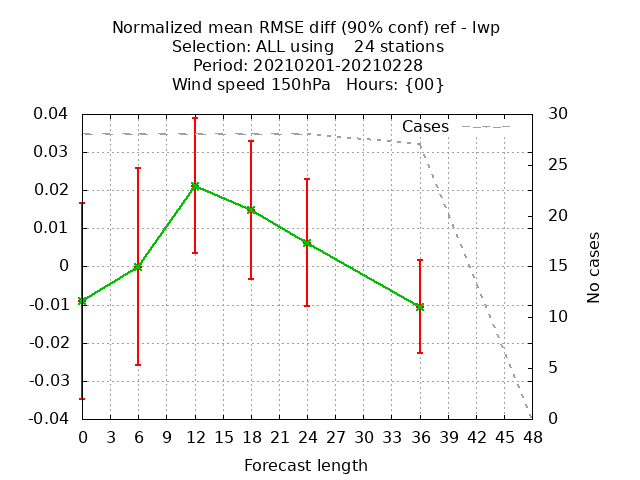 Normalized mean RMSE diff (90% conf) ref - lwp
Selection: ALL using    24 stations
Period: 20210201-20210228
Wind speed 150hPa   Hours: {00}
Cases
0.04
0.03
0.02
0.01
0
-0.01
-0.02
-0.03
-0.04
30
25
20
15
10
5
0
No cases
0 3 6 9 12 15 18 21 24 27 30 33 36 39 42 45 48
Forecast length